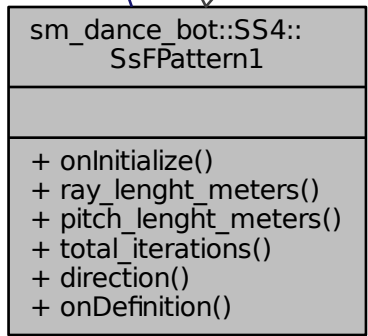 sm_dance_bot::SS4::
SsFPattern1
+ onInitialize()
+ ray_lenght_meters()
+ pitch_lenght_meters()
+ total_iterations()
+ direction()
+ onDefinition()